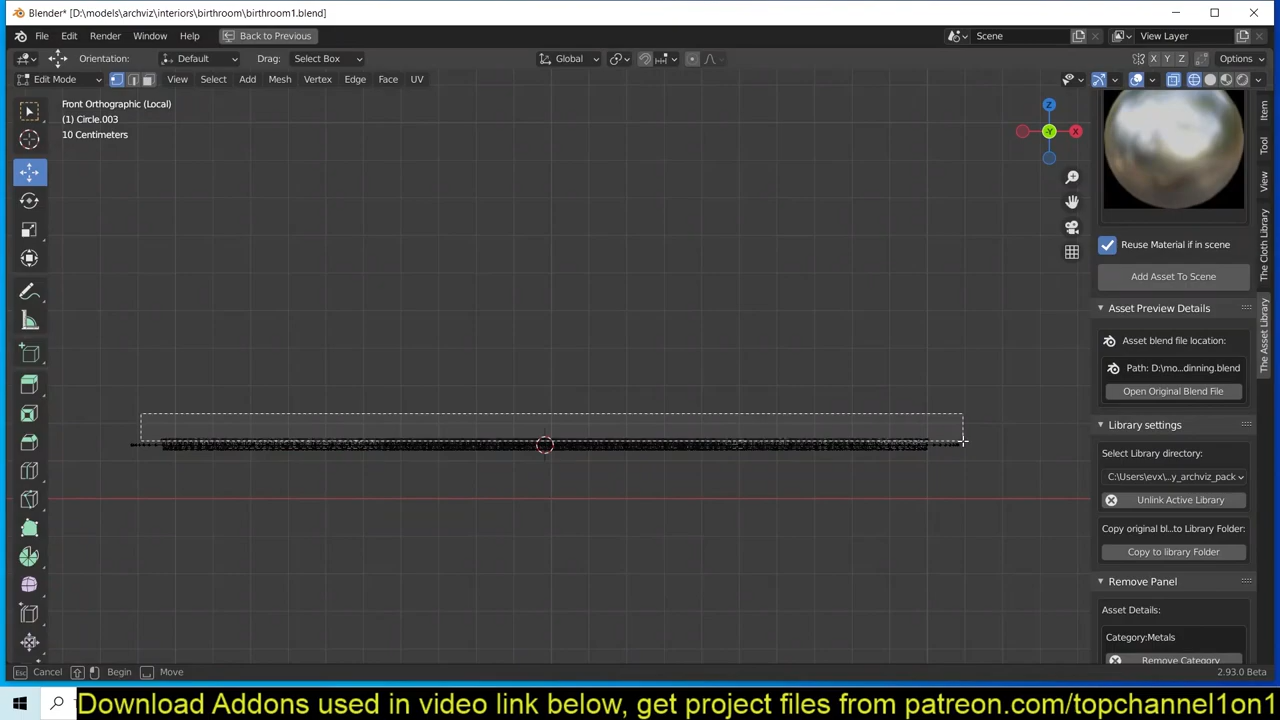 Blender* [D:\models\archviz\interiors\birthroom\birthroom1.blend]
File Edit Render Window Help Back to Previous Scene View Layer
Orientation: Default Drag: Select Box Global X Y Z Options
Edit Mode View Select Add Mesh Vertex Edge Face UV
Front Orthographic (Local)
(1) Circle.003
10 Centimeters
Z
X
-Y
Item
Tool
View
The Cloth Library
The Asset Library
Reuse Material if in scene
Add Asset To Scene
Asset Preview Details
Asset blend file location:
Path: D:\mo...dinning.blend
Open Original Blend File
Library settings
Select Library directory:
C:\Users\evx\...y_archviz_pack
Unlink Active Library
Copy original bl...to Library Folder:
Copy to library Folder
Remove Panel
Asset Details:
Category:Metals
Remove Category
Esc Cancel Begin Move 2.93.0 Beta
Download Addons used in video link below, get project files from patreon.com/topchannel1on1